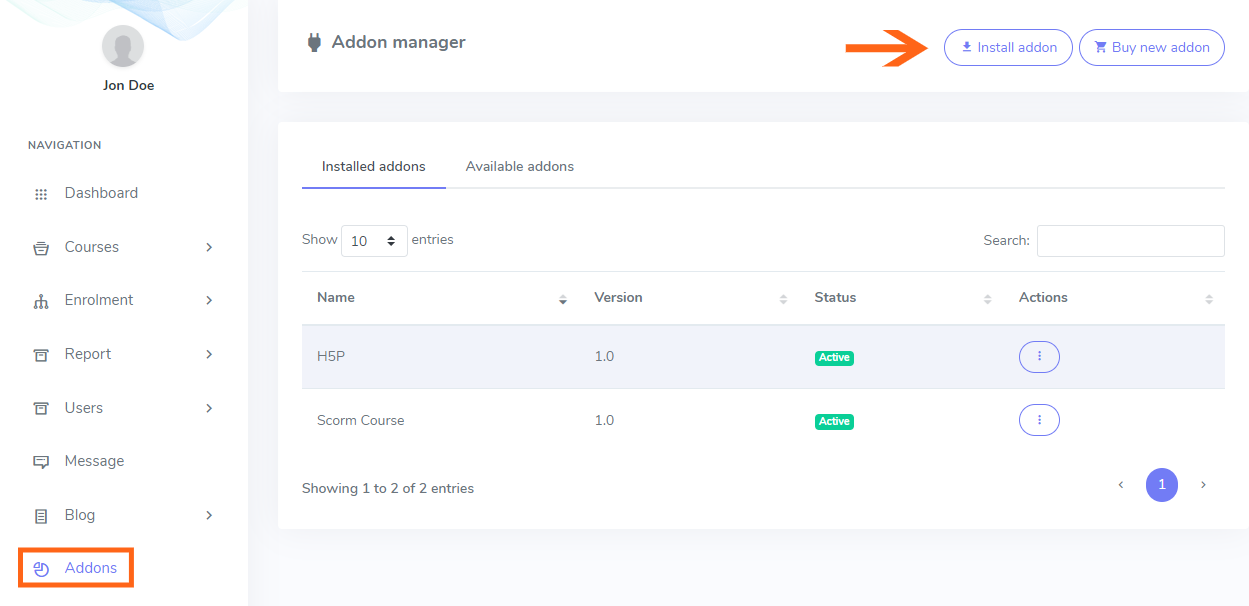 Jon Doe
NAVIGATION
Dashboard
Courses
Enrolment
Report
Users
Message
Blog
Addons
Addon manager
Install addon
Buy new addon
Installed addons Available addons
Show 10 entries Search:
Name Version Status Actions
H5P 1.0 Active
Scorm Course 1.0 Active
Showing 1 to 2 of 2 entries 1